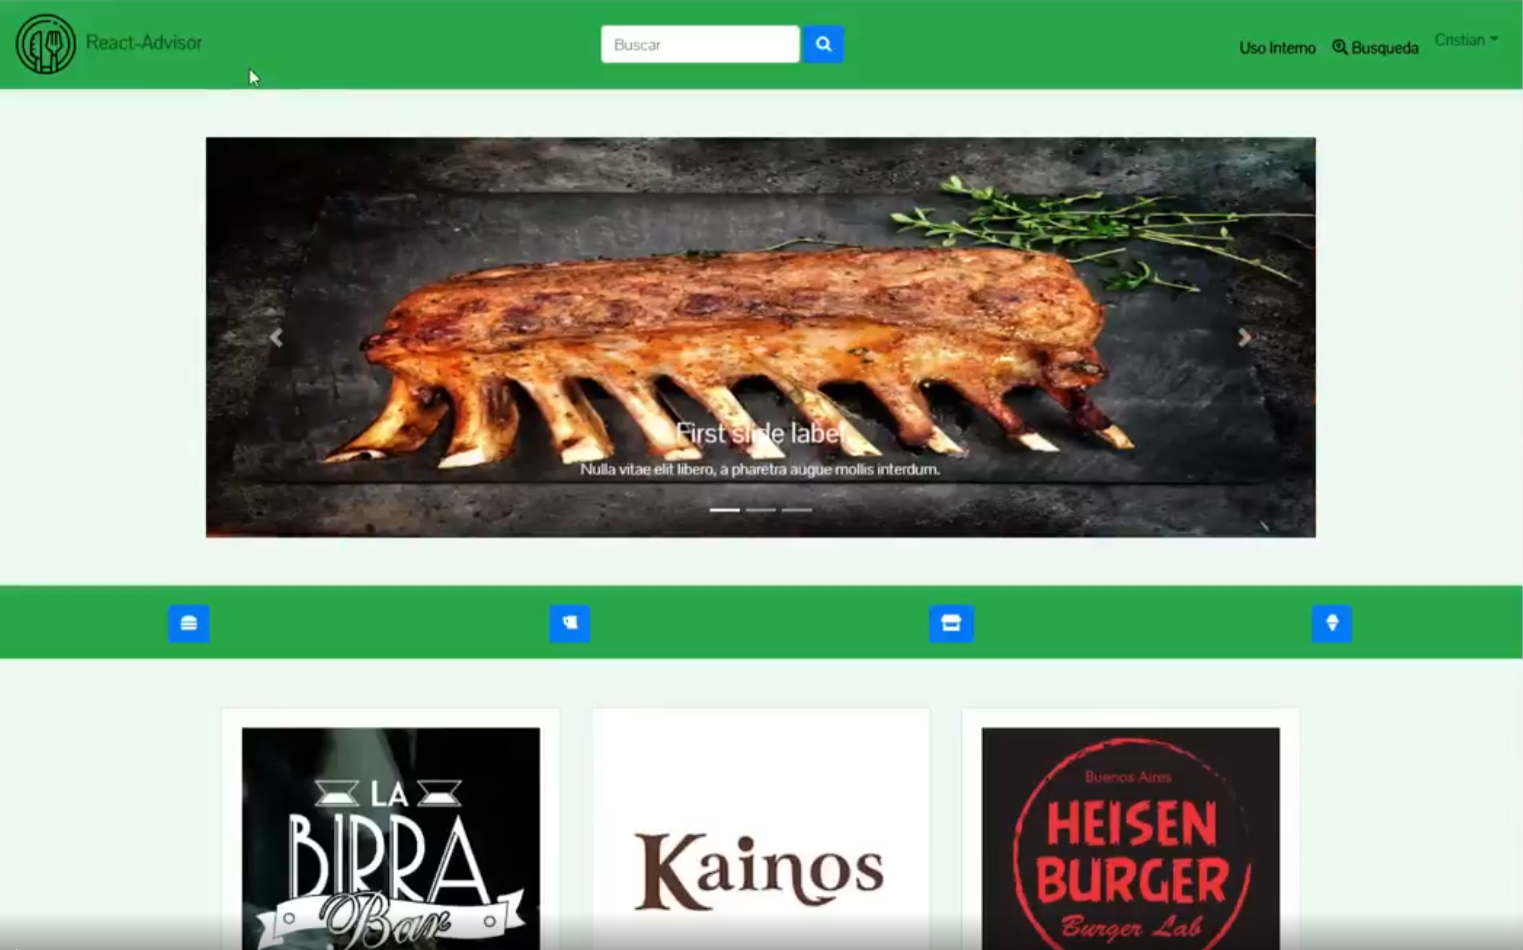 React-Advisor
Buscar
Uso Interno
Busqueda
Cristian
First slide label
Nulla vitae elit libero, a pharetra augue mollis interdum.
LA
BIRRA
Bar
Kainos
Buenos Aires
HEISEN
BURGER
Burger Lab